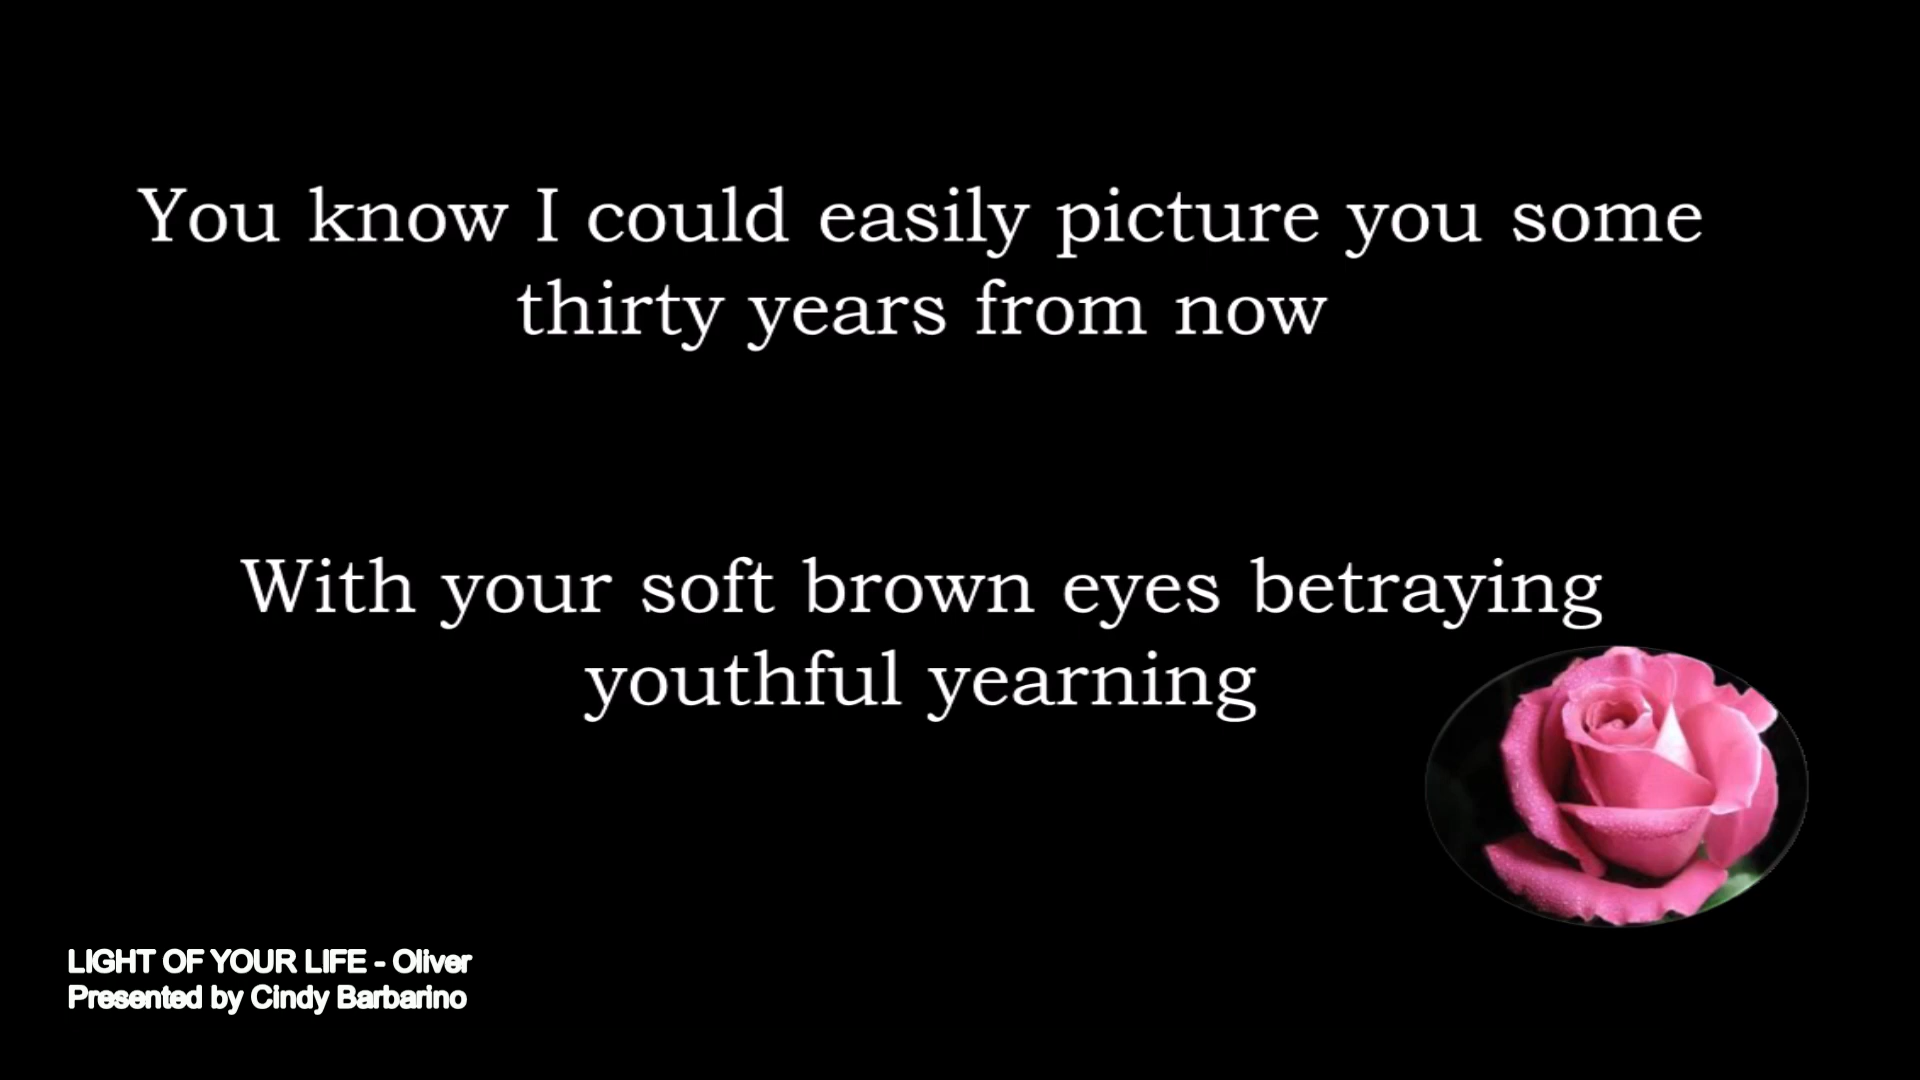 You know I could easily picture you some
thirty years from now
With your soft brown eyes betraying
youthful yearning
LIGHT OF YOUR LIFE - Oliver
Presented by Cindy Barbarino